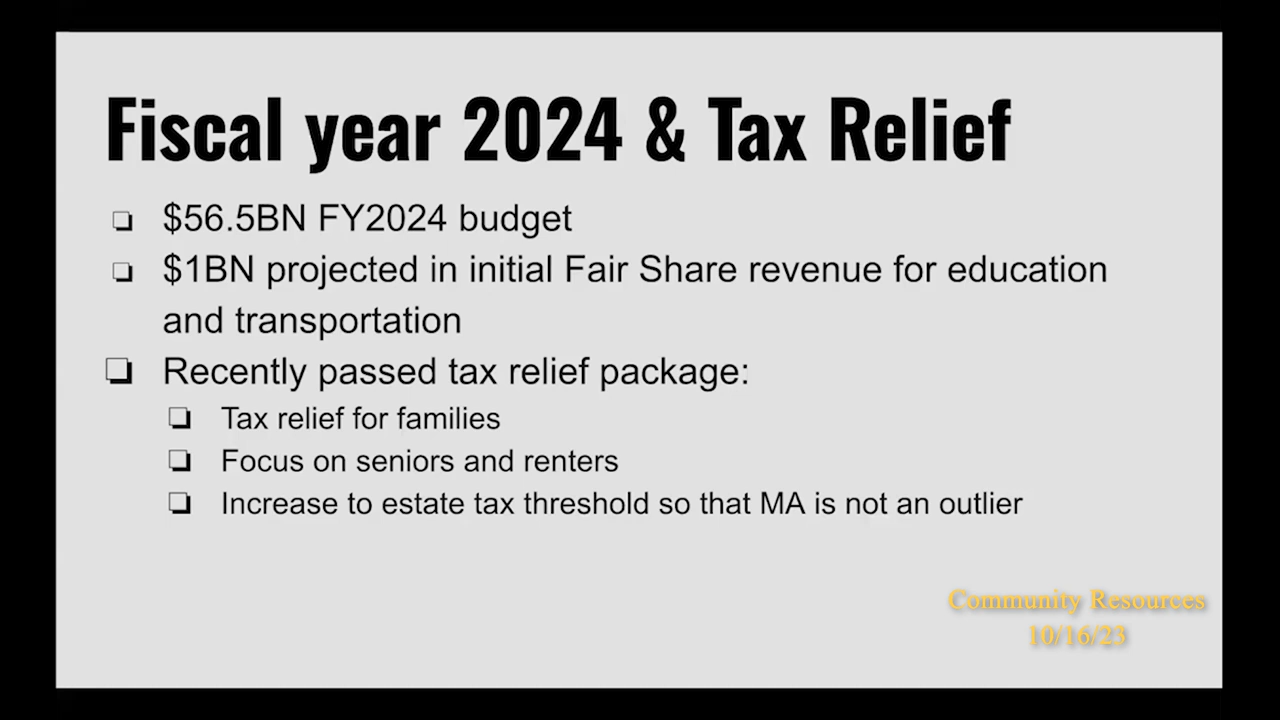 Fiscal year 2024 & Tax Relief
$56.5BN FY2024 budget
$1BN projected in initial Fair Share revenue for education
and transportation
Recently passed tax relief package:
Tax relief for families
Focus on seniors and renters
Increase to estate tax threshold so that MA is not an outlier
Community Resources
10/16/23